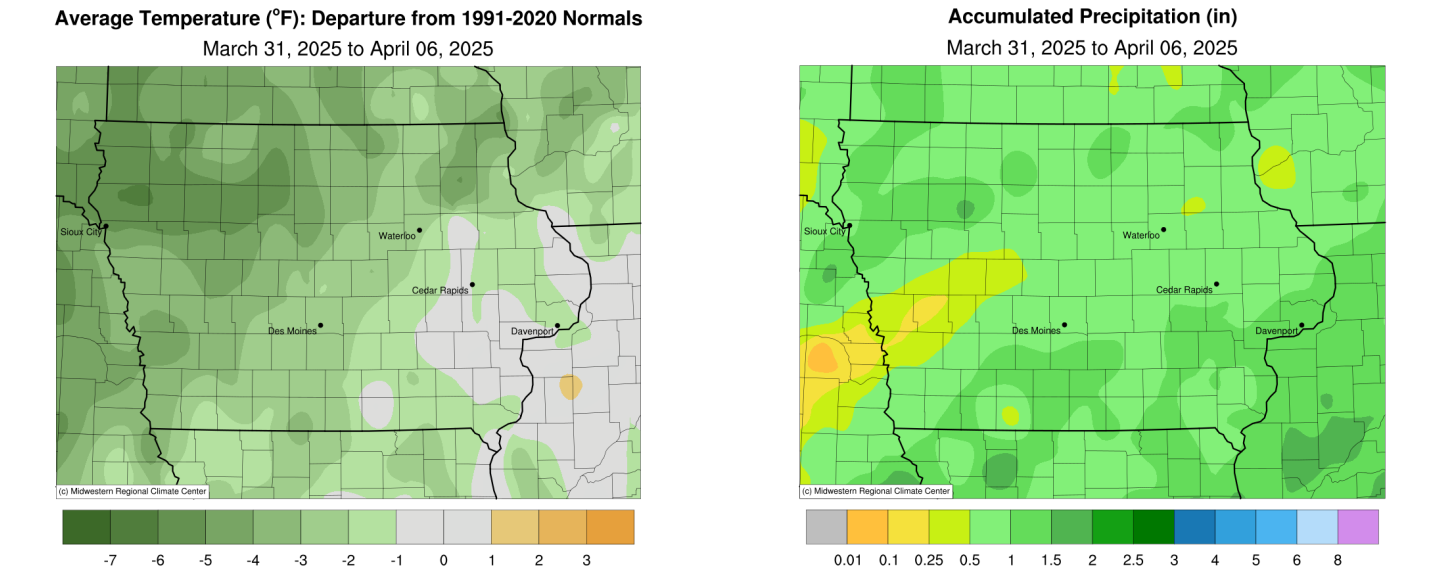 Average Temperature (°F): Departure from 1991-2020 Normals
March 31, 2025 to April 06, 2025
Sioux City
Waterloo
Cedar Rapids
Des Moines
Davenport
(c) Midwestern Regional Climate Center
-7 -6 -5 -4 -3 -2 -1 0 1 2 3
Accumulated Precipitation (in)
March 31, 2025 to April 06, 2025
Sioux City
Waterloo
Cedar Rapids
Des Moines
Davenport
(c) Midwestern Regional Climate Center
0.01 0.1 0.25 0.5 1 1.5 2 2.5 3 4 5 6 8